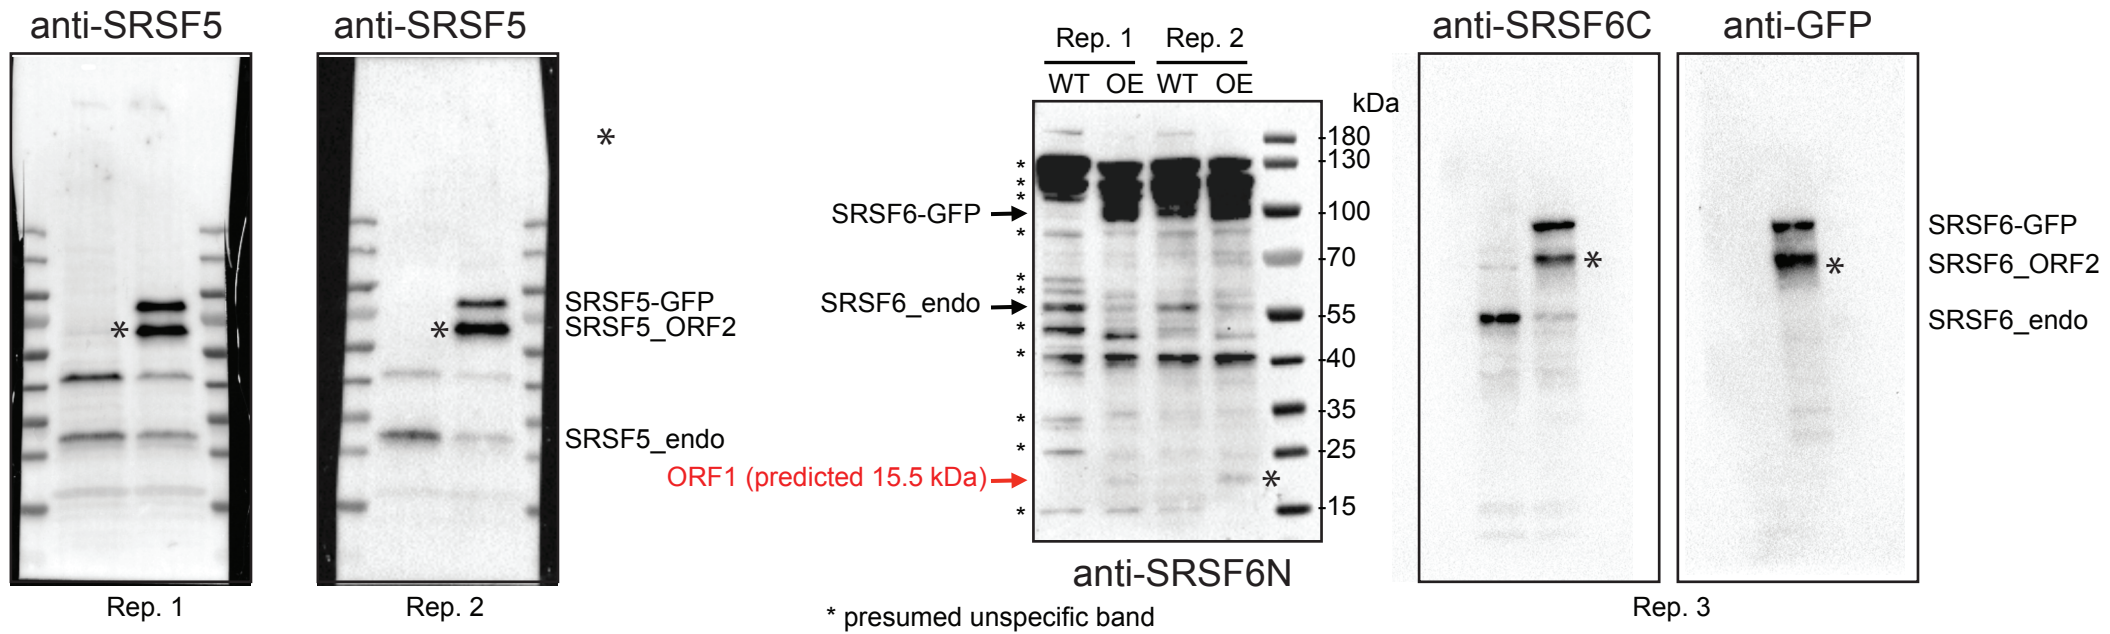 anti-SRSF5
anti-SRSF5
*
*
*
SRSF5-GFP
SRSF5_ORF2
SRSF5_endo
Rep. 1
Rep. 2
Rep. 1 Rep. 2
WT OE WT OE
kDa
-180
-130
-100
-70
-55
-40
-35
-25
-15
*
*
*
*
*
*
*
*
*
*
*
*
SRSF6-GFP
SRSF6_endo
ORF1 (predicted 15.5 kDa)
anti-SRSF6N
* presumed unspecific band
anti-SRSF6C
anti-GFP
*
*
SRSF6-GFP
SRSF6_ORF2
SRSF6_endo
Rep. 3